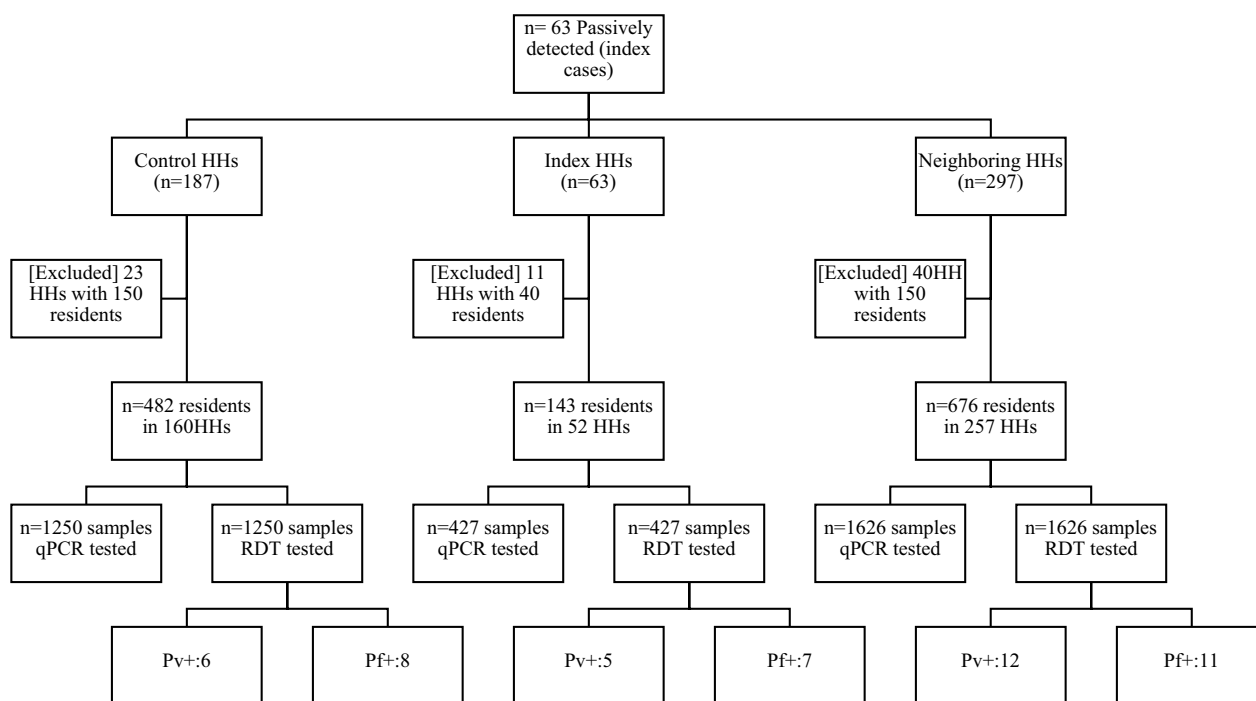 n= 63 Passively
detected (index
cases)
Control HHs
(n=187)
Index HHs
(n=63)
Neighboring HHs
(n=297)
[Excluded] 23
HHs with 150
residents
[Excluded] 11
HHs with 40
residents
[Excluded] 40HH
with 150
residents
n=482 residents
in 160HHs
n=143 residents
in 52 HHs
n=676 residents
in 257 HHs
n=1250 samples
qPCR tested
n=1250 samples
RDT tested
n=427 samples
qPCR tested
n=427 samples
RDT tested
n=1626 samples
qPCR tested
n=1626 samples
RDT tested
Pv+:6
Pf+:8
Pv+:5
Pf+:7
Pv+:12
Pf+:11